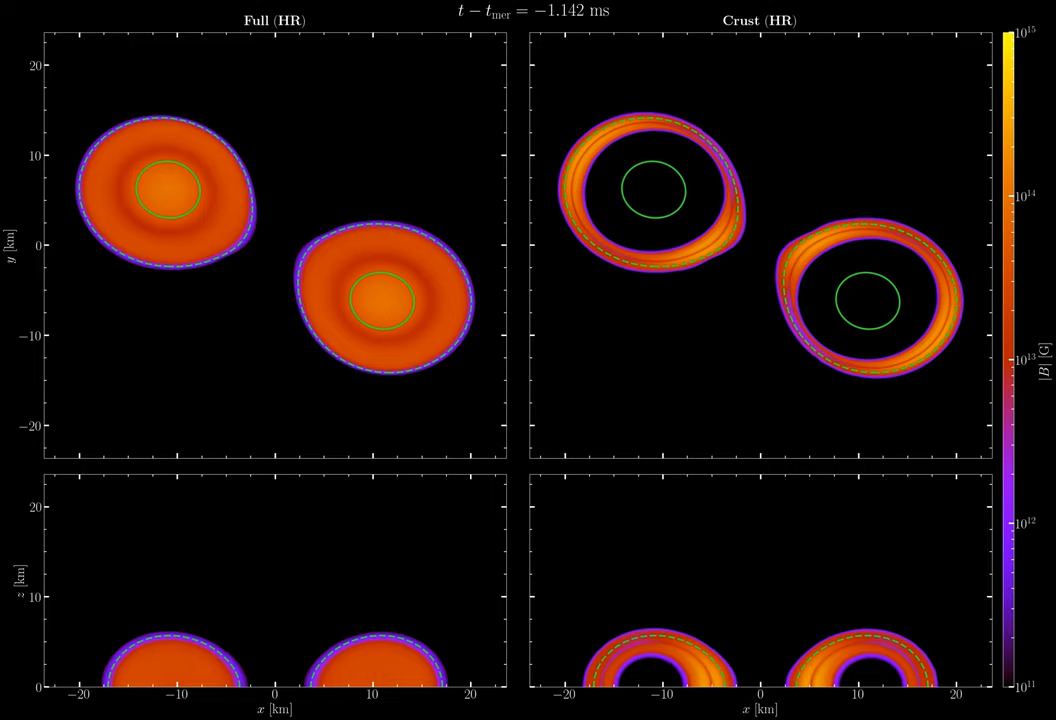 t − t_mer = −1.142 ms
Full (HR)
Crust (HR)
20
10
0
−10
−20
y [km]
20
10
0
z [km]
−20 −10 0 10 20
x [km]
−20 −10 0 10 20
x [km]
10^15
10^14
10^13
10^12
10^11
|B| [G]